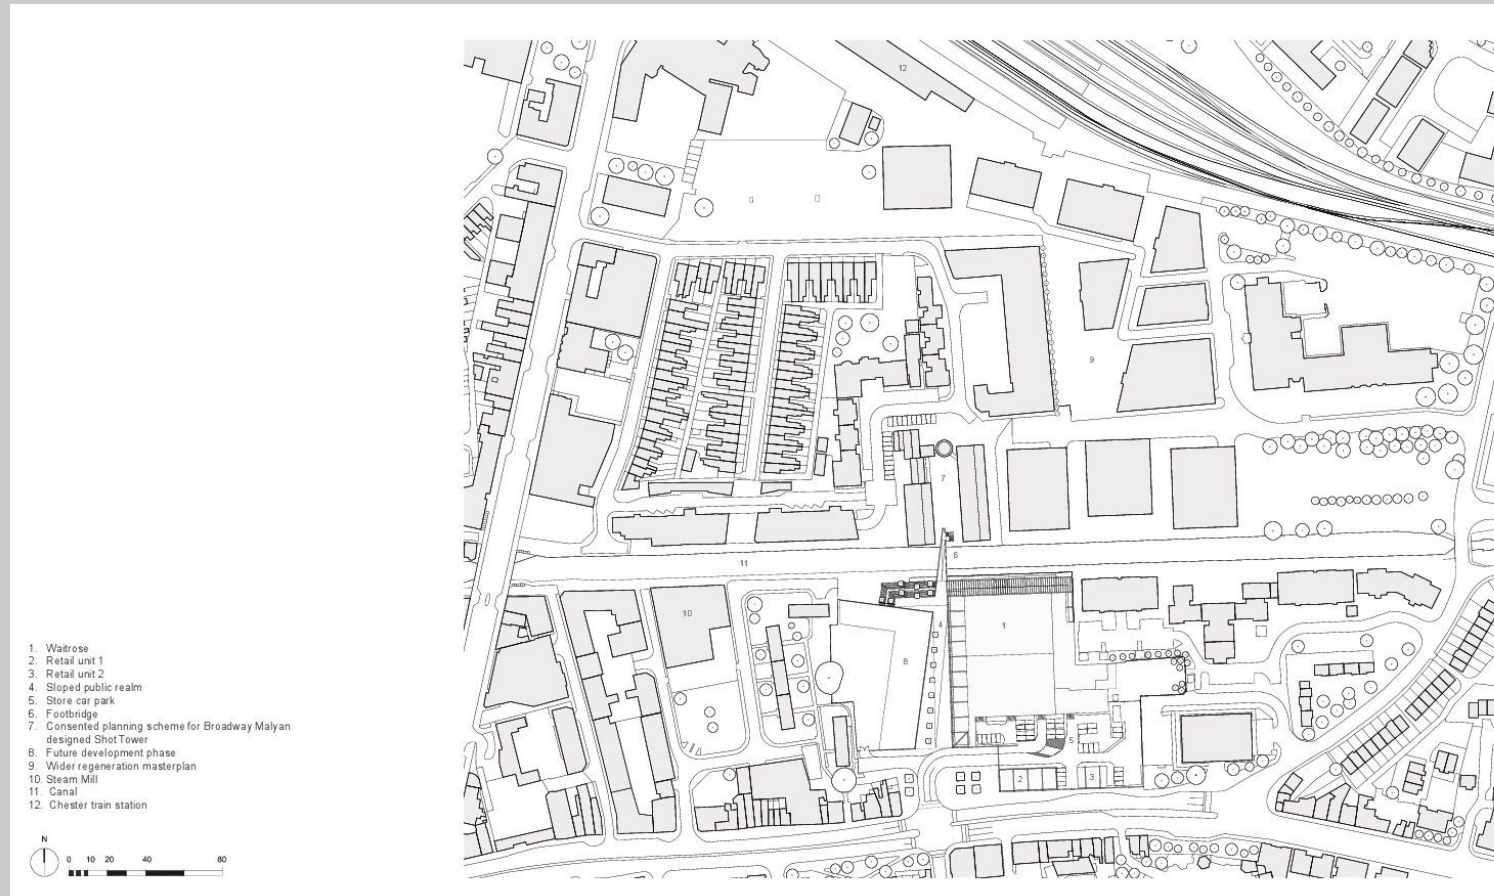 1. Waitrose
2. Retail unit 1
3. Retail unit 2
4. Sloped public realm
5. Store car park
6. Footbridge
7. Consented planning scheme for Broadway Malyan
designed Shot Tower
8. Future development phase
9. Wider regeneration masterplan
10. Steam Mill
11. Canal
12. Chester train station
N
0 10 20 40 80
12
9
7
6
11
10
4
1
8
5
2
3